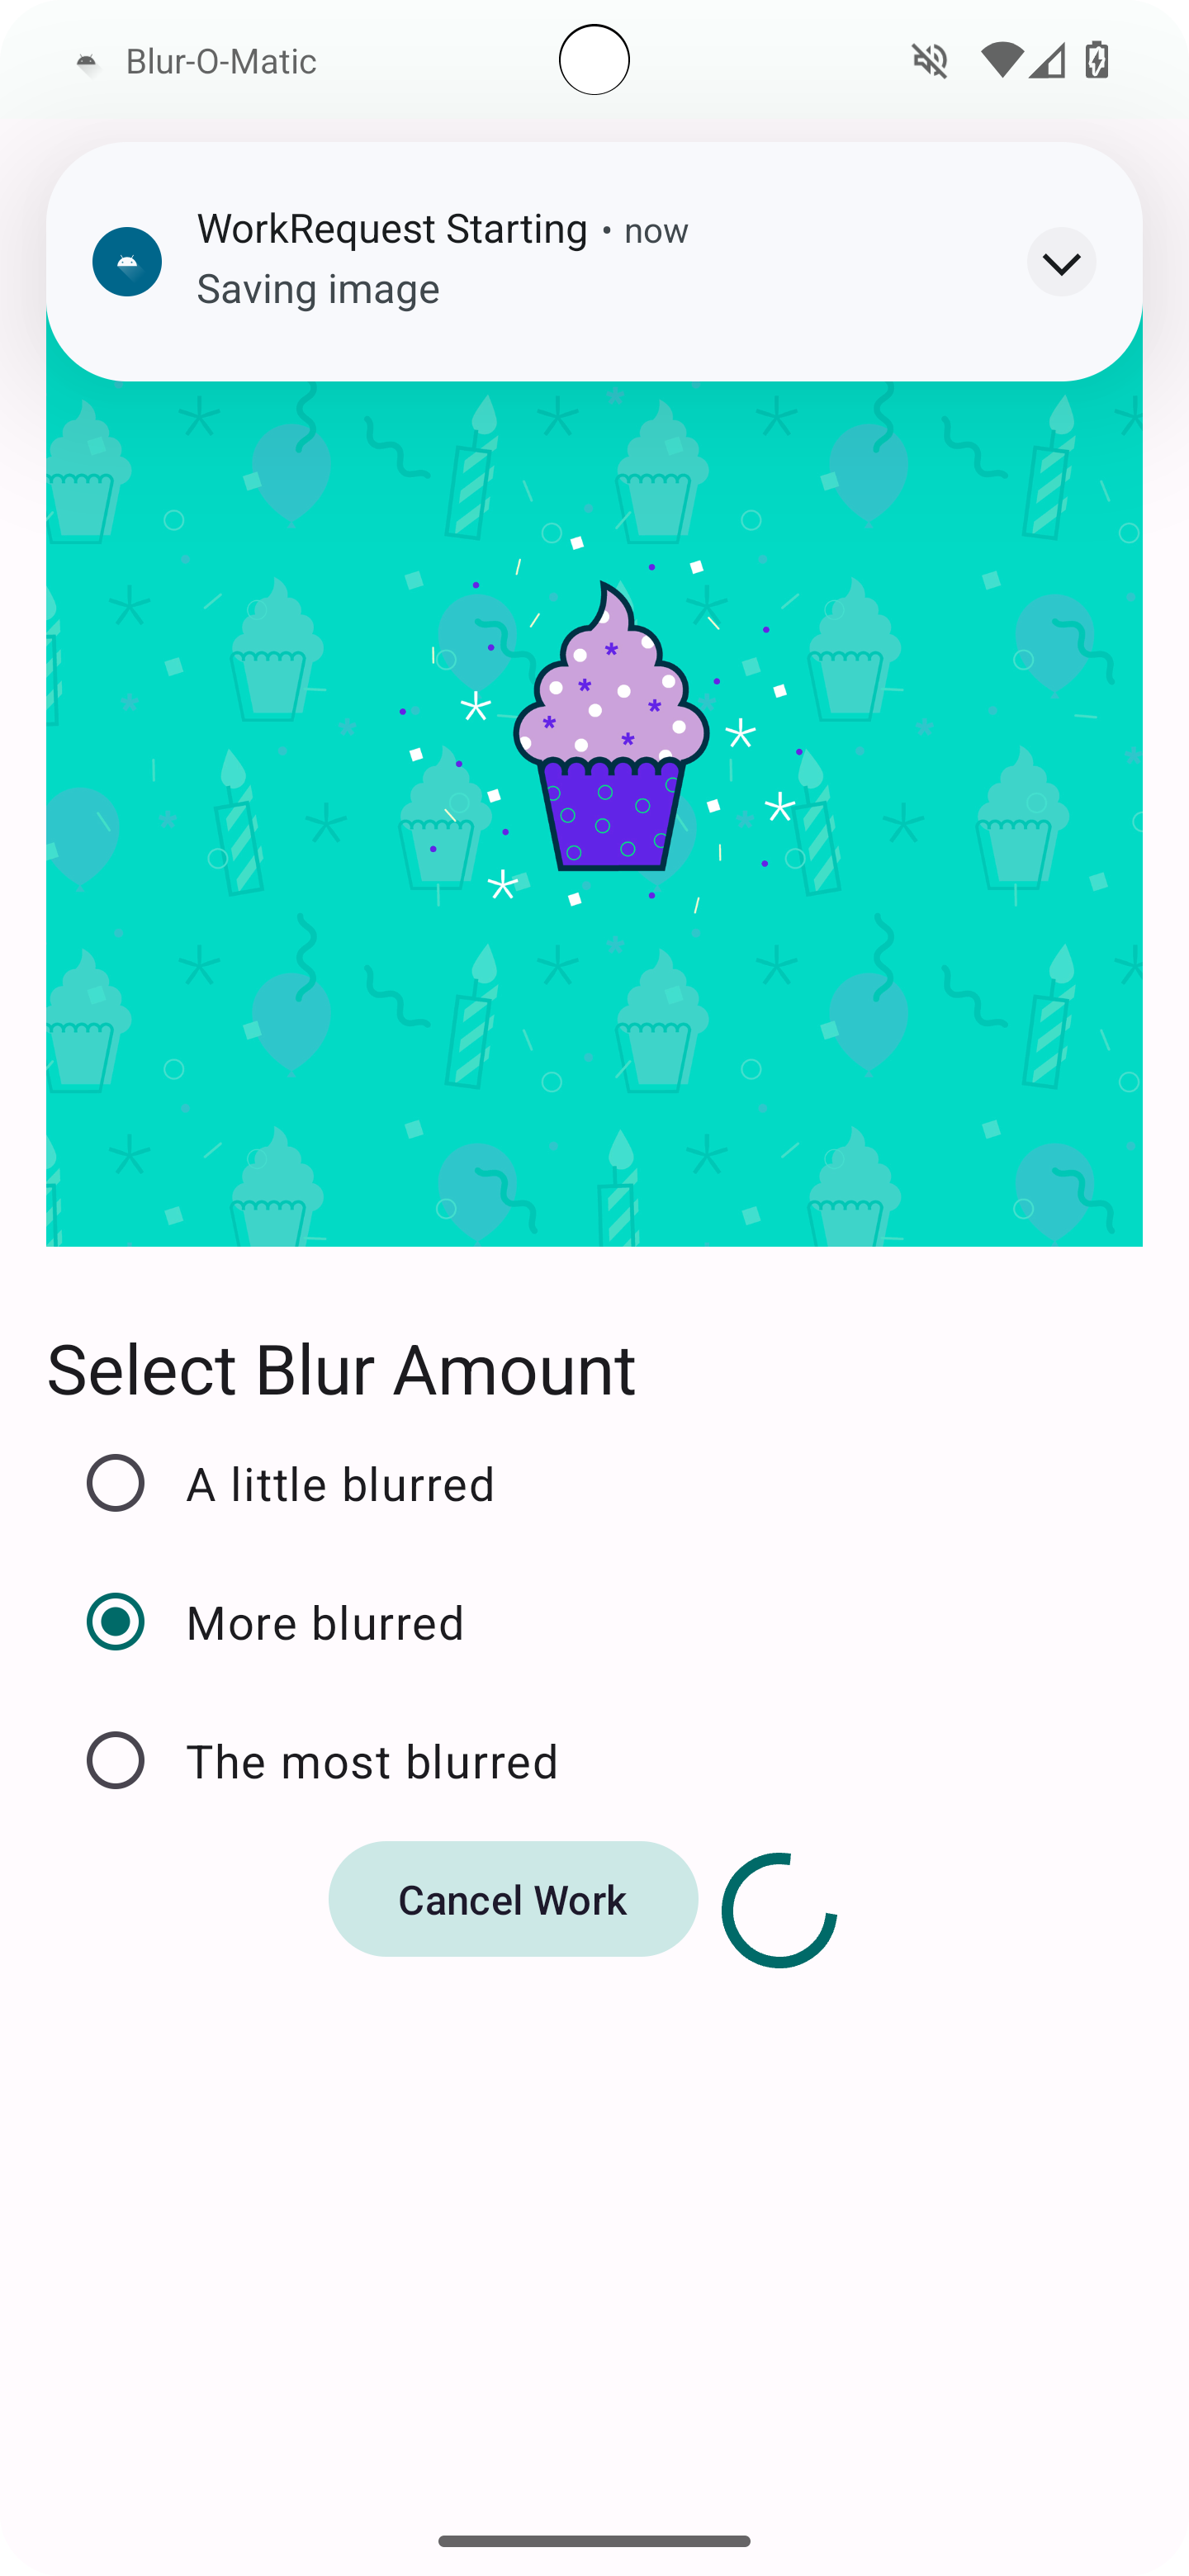 Blur-O-Matic
WorkRequest Starting • now
Saving image
Select Blur Amount
A little blurred
More blurred
The most blurred
Cancel Work